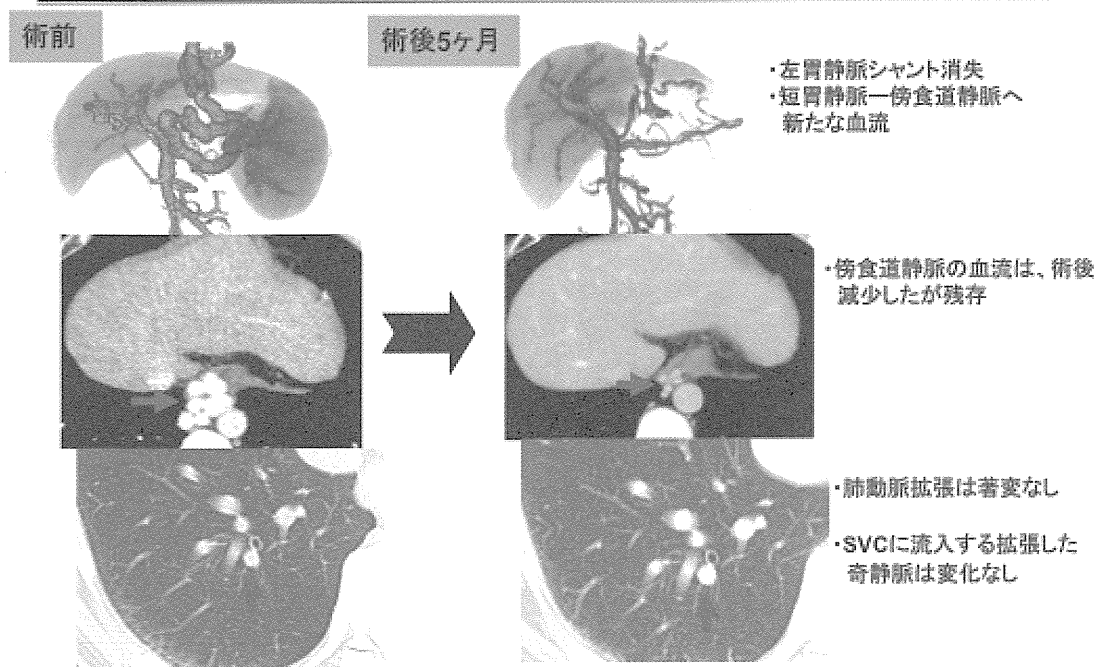 術前
術後5ヶ月
・左胃静脈シャント消失
・短胃静脈ー傍食道静脈へ
新たな血流
・傍食道静脈の血流は、術後
減少したが残存
・肺動脈拡張は著変なし
・SVCに流入する拡張した
奇静脈は変化なし